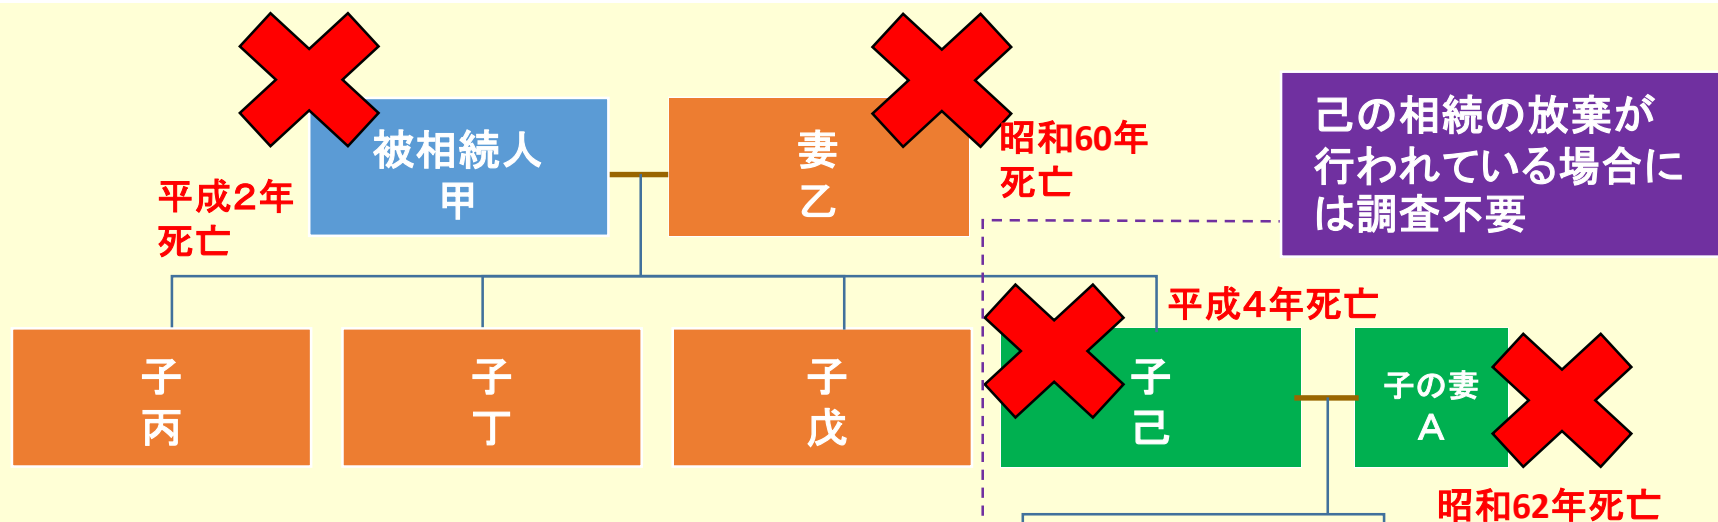 被相続人
甲
妻
乙
昭和60年
死亡
己の相続の放棄が
行われている場合に
は調査不要
平成２年
死亡
平成４年死亡
子
丙
子
丁
子
戊
子
己
子の妻
Ａ
昭和62年死亡